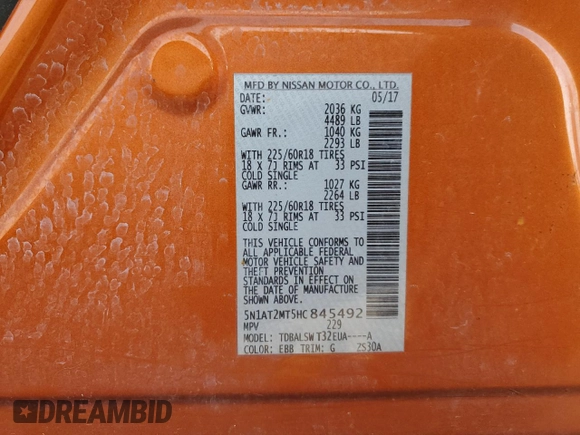 MFD BY NISSAN MOTOR CO., LTD.
DATE: 05/17
GVWR: 2036 KG
4489 LB
GAWR FR.: 1040 KG
2293 LB
WITH 225/60R18 TIRES
18 X 7J RIMS AT 33 PSI
COLD SINGLE
GAWR RR.: 1027 KG
2264 LB
WITH 225/60R18 TIRES
18 X 7J RIMS AT 33 PSI
COLD SINGLE
THIS VEHICLE CONFORMS TO
ALL APPLICABLE FEDERAL
MOTOR VEHICLE SAFETY AND
THEFT PREVENTION
STANDARDS IN EFFECT ON
THE DATE OF MANUFACTURE
SHOWN ABOVE.
5N1AT2MT5HC845492
MPV 229
MODEL: TDBALSW T32EUA----A
COLOR: EBB TRIM: G ZS30A
DREAMBID